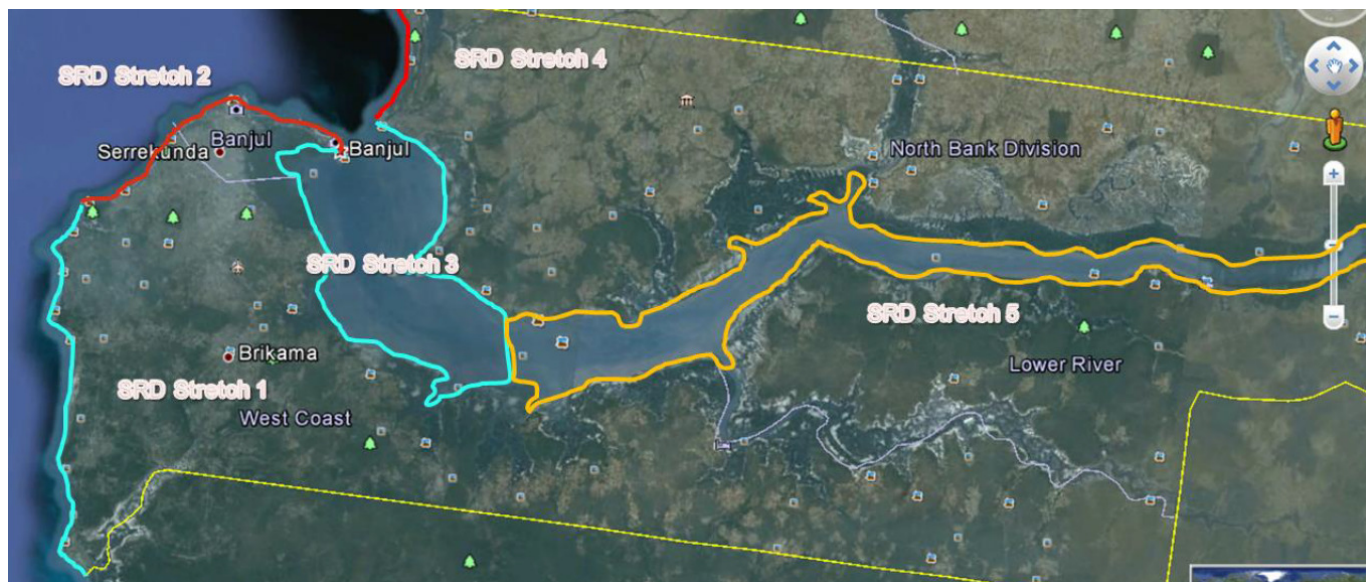 SRD Stretch 4
SRD Stretch 2
Banjul
Serrekunda
Banjul
North Bank Division
SRD Stretch 3
SRD Stretch 5
Brikama
Lower River
SRD Stretch 1
West Coast